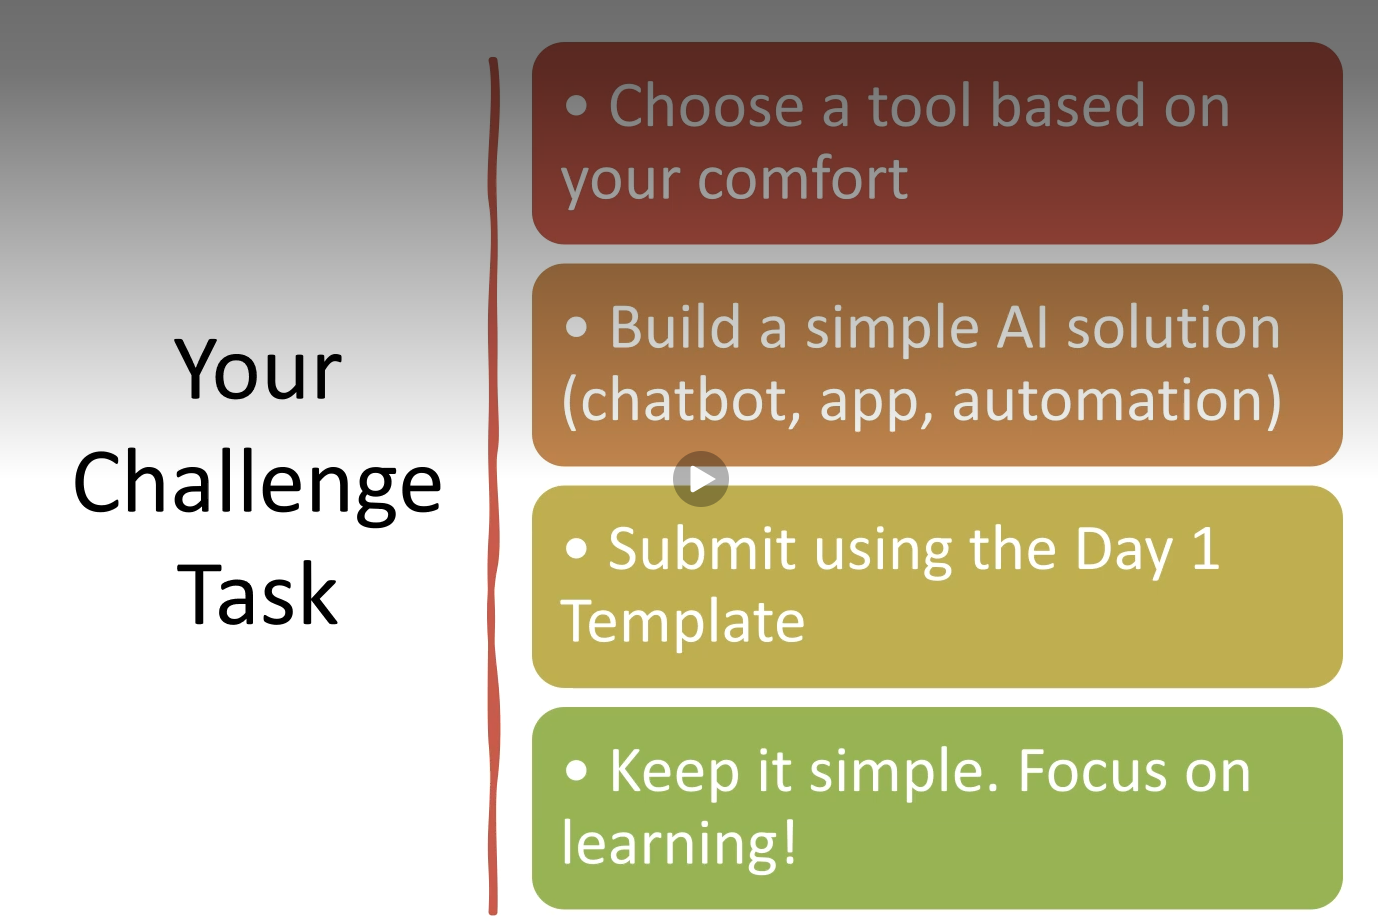 Your
Challenge
Task
• Choose a tool based on
your comfort
• Build a simple AI solution
(chatbot, app, automation)
• Submit using the Day 1
Template
• Keep it simple. Focus on
learning!